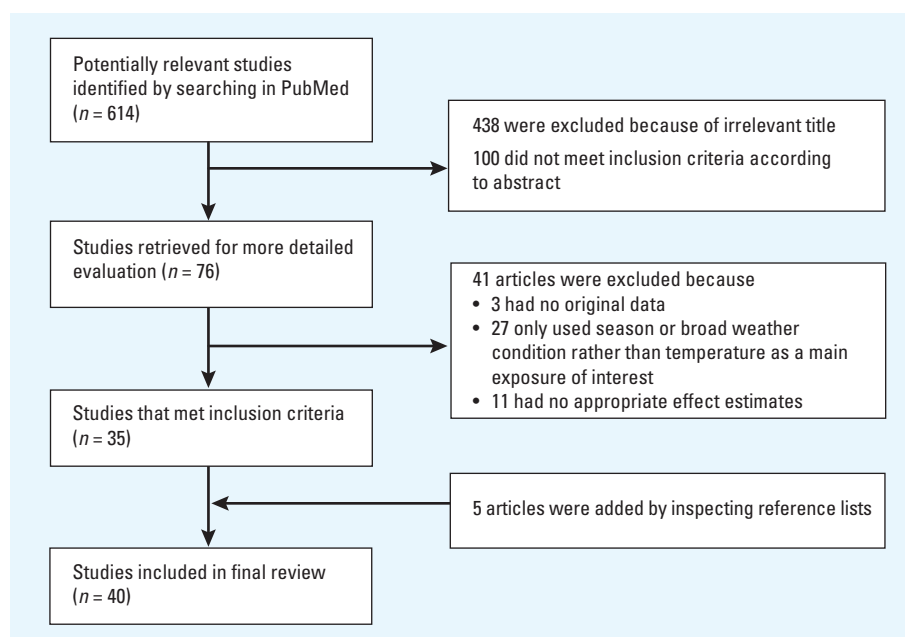 Potentially relevant studies
identified by searching in PubMed
(n = 614)
438 were excluded because of irrelevant title
100 did not meet inclusion criteria according
to abstract
Studies retrieved for more detailed
evaluation (n = 76)
41 articles were excluded because
• 3 had no original data
• 27 only used season or broad weather
condition rather than temperature as a main
exposure of interest
• 11 had no appropriate effect estimates
Studies that met inclusion criteria
(n = 35)
5 articles were added by inspecting reference lists
Studies included in final review
(n = 40)